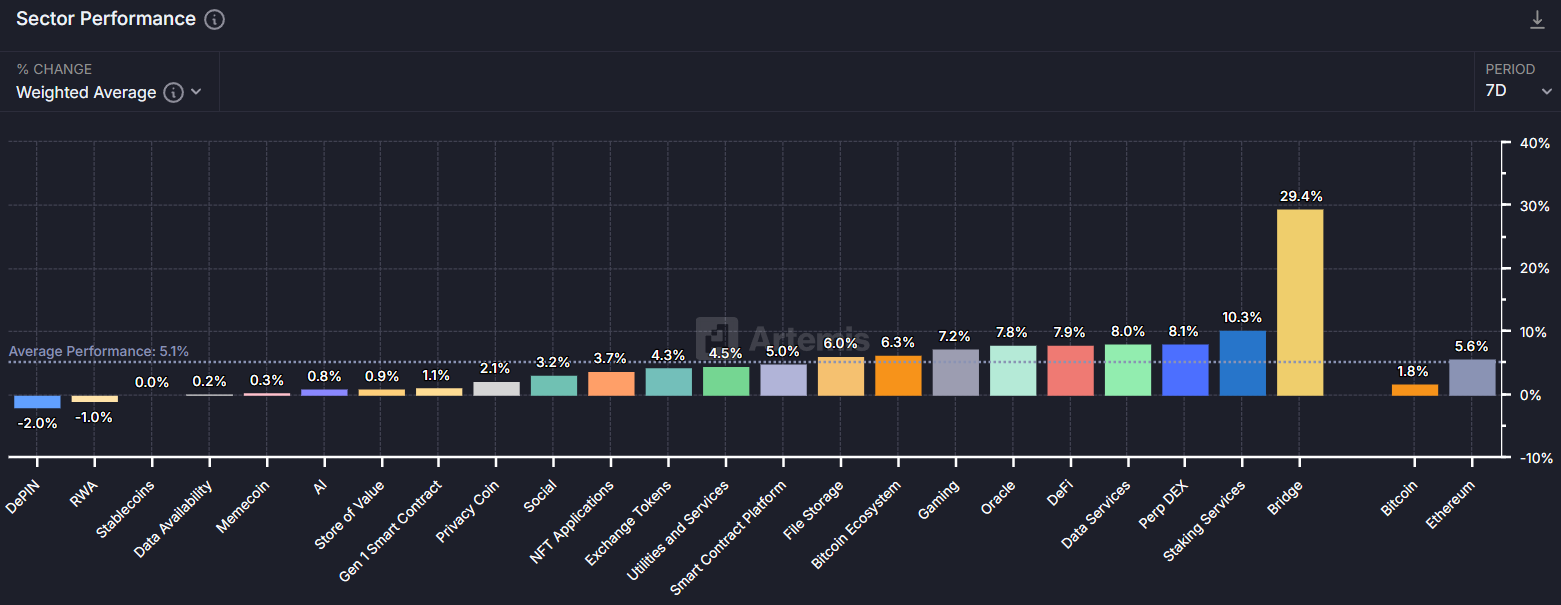 Sector Performance
% CHANGE
Weighted Average
PERIOD
7D
40%
30%
20%
10%
0%
-10%
Artemis
Average Performance: 5.1%
-2.0%
-1.0%
0.0%
0.2%
0.3%
0.8%
0.9%
1.1%
2.1%
3.2%
3.7%
4.3%
4.5%
5.0%
6.0%
6.3%
7.2%
7.8%
7.9%
8.0%
8.1%
10.3%
29.4%
1.8%
5.6%
DePIN
RWA
Stablecoins
Data Availability
Memecoin
AI
Store of Value
Gen 1 Smart Contract
Privacy Coin
Social
NFT Applications
Exchange Tokens
Utilities and Services
Smart Contract Platform
File Storage
Bitcoin Ecosystem
Gaming
Oracle
DeFi
Data Services
Perp DEX
Staking Services
Bridge
Bitcoin
Ethereum